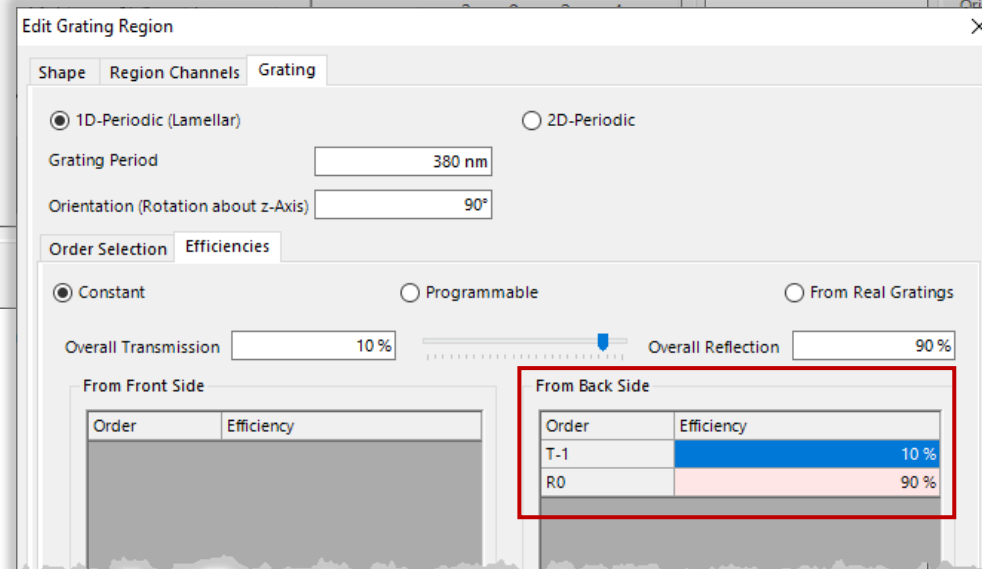 Edit Grating Region
Shape Region Channels Grating
1D-Periodic (Lamellar) 2D-Periodic
Grating Period 380 nm
Orientation (Rotation about z-Axis) 90°
Order Selection Efficiencies
Constant Programmable From Real Gratings
Overall Transmission 10 % Overall Reflection 90 %
From Front Side From Back Side
Order Efficiency Order Efficiency
T-1 10 %
R0 90 %